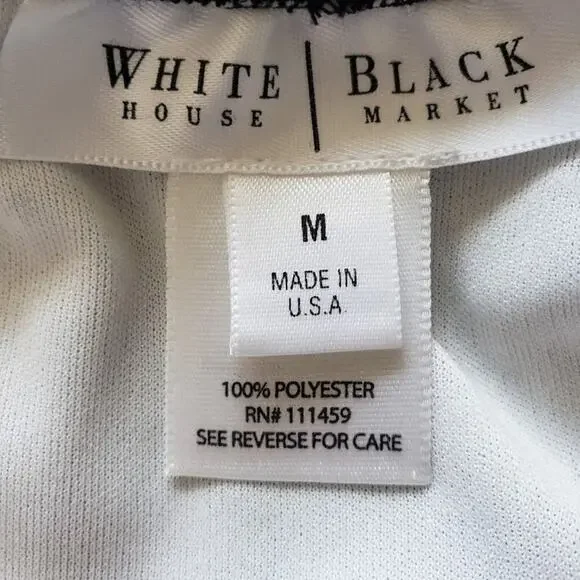 WHITE | BLACK
HOUSE | MARKET
M
MADE IN
U.S.A
100% POLYESTER
RN# 111459
SEE REVERSE FOR CARE